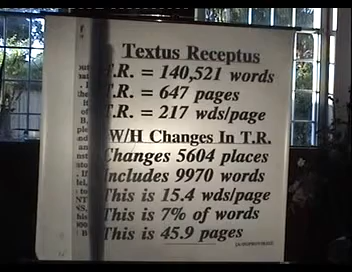 Textus Receptus
T.R. = 140,521 words
T.R. = 647 pages
T.R. = 217 wds/page
W/H Changes In T.R.
Changes 5604 places
Includes 9970 words
This is 15.4 wds/page
This is 7% of words
This is 45.9 pages